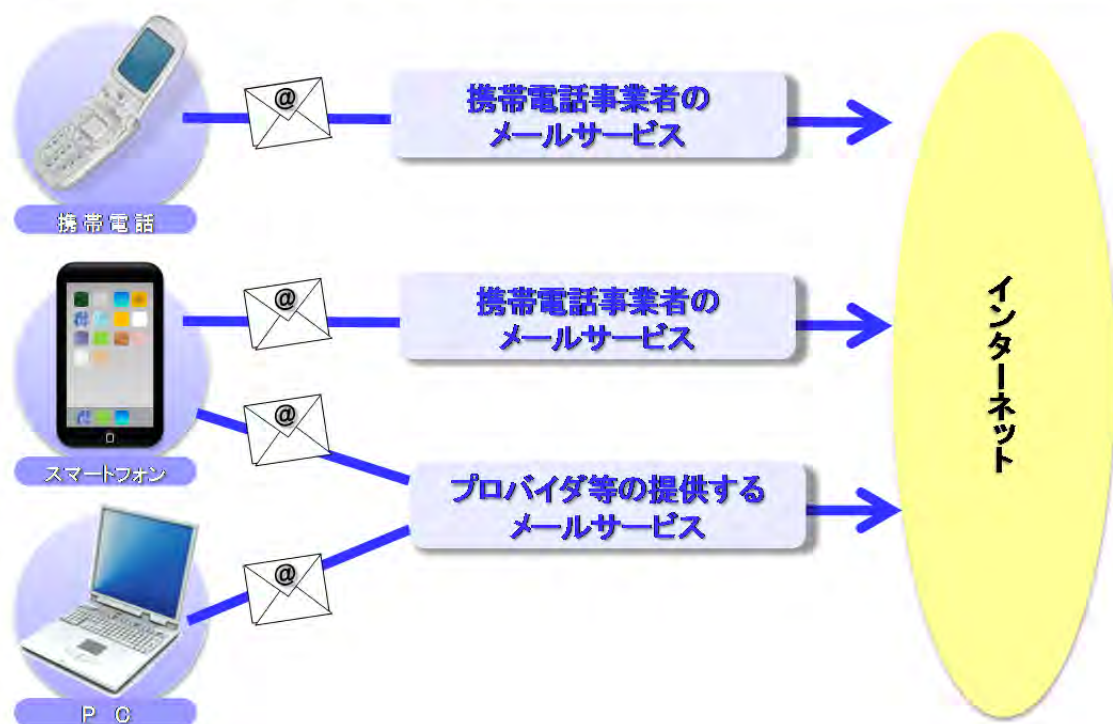 @
携帯電話事業者の
メールサービス
携帯電話
@
携帯電話事業者の
メールサービス
インターネット
@
スマートフォン
プロバイダ等の提供する
メールサービス
@
PC